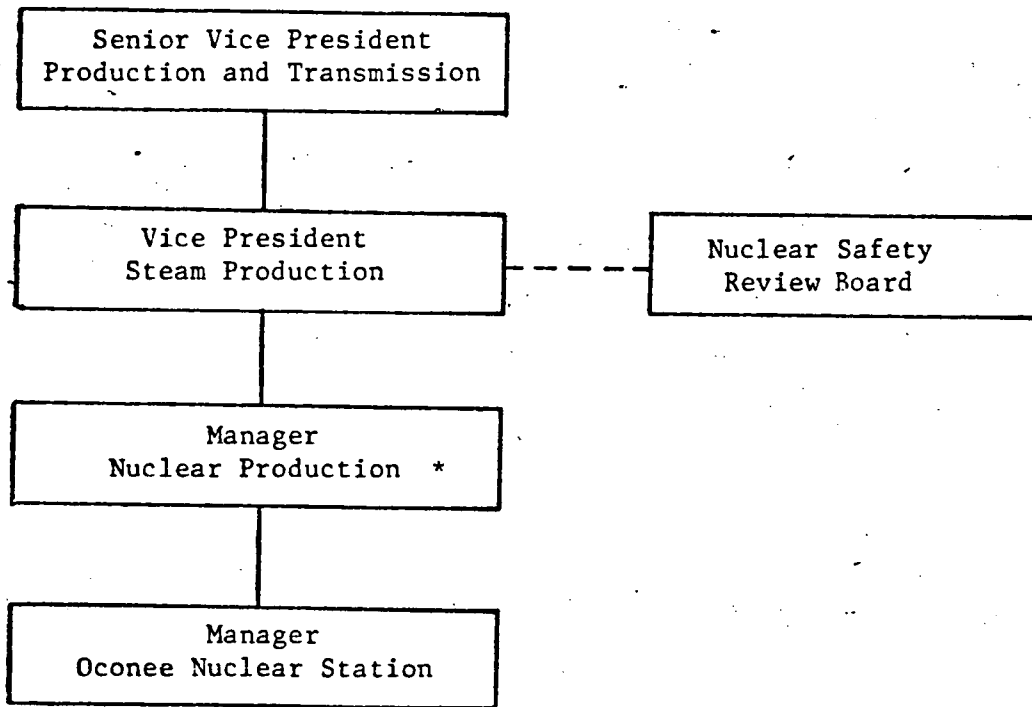 Senior Vice President
Production and Transmission
Vice President
Steam Production
Nuclear Safety
Review Board
Manager
Nuclear Production *
Manager
Oconee Nuclear Station